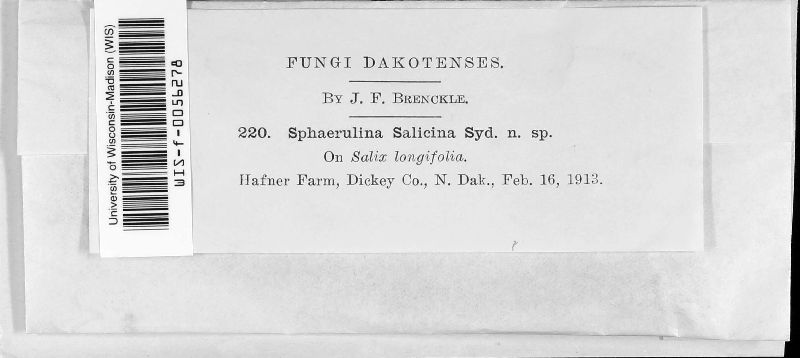 FUNGI DAKOTENSES.
BY J. F. BRENCKLE.
220. Sphaerulina Salicina Syd. n. sp.
On Salix longifolia.
Hafner Farm, Dickey Co., N. Dak., Feb. 16, 1913.
University of Wisconsin-Madison (WIS)
WIS-f-0056278